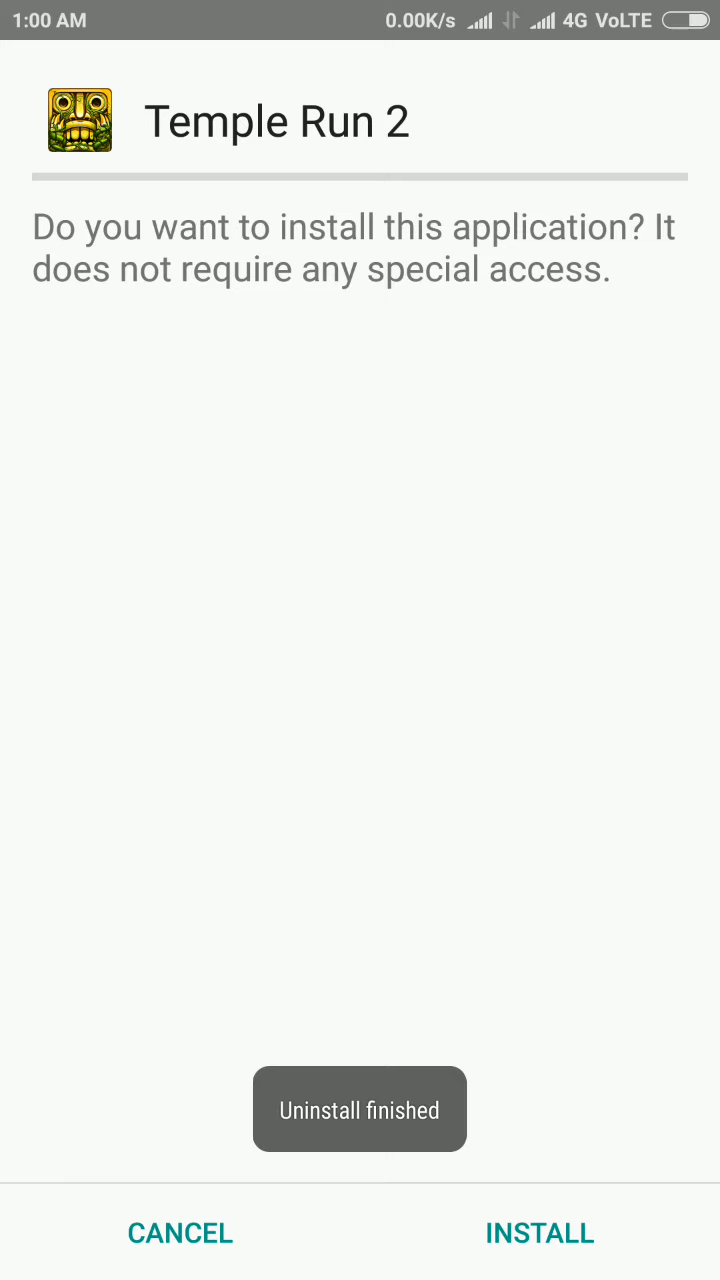 1:00 AM 0.00K/s 4G VoLTE
Temple Run 2
Do you want to install this application? It
does not require any special access.
Uninstall finished
CANCEL INSTALL